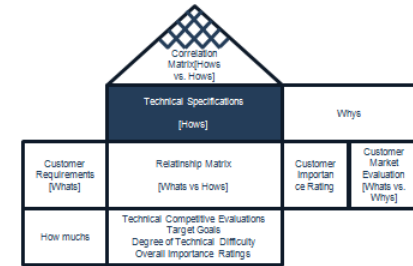 Correlation
Matrix[Hows
vs. Hows]
Technical Specifications
[Hows]
Whys
Customer
Requirements
[Whats]
Relatinship Matrix
[Whats vs Hows]
Customer
Importan
ce Rating
Customer
Market
Evaluation
[Whats vs.
Whys]
How muchs
Technical Competitive Evaluations
Target Goals
Degree of Technical Difficulty
Overall Importance Ratings